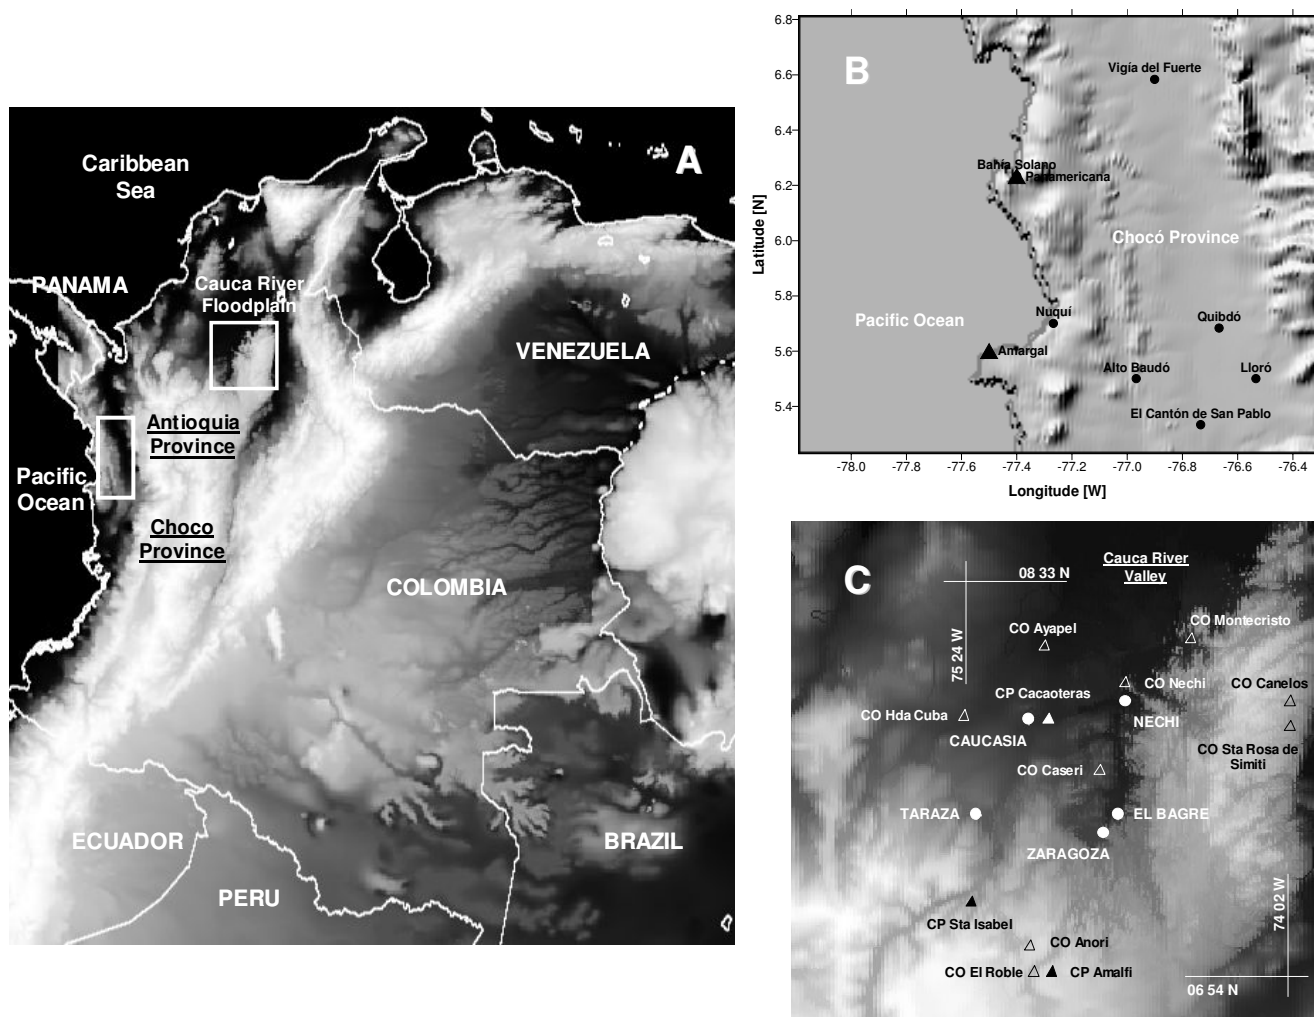 A
Caribbean
Sea
PANAMA
Cauca River
Floodplain
VENEZUELA
Antioquia
Province
Pacific
Ocean
Choco
Province
COLOMBIA
ECUADOR
BRAZIL
PERU
B
6.8
6.6
6.4
6.2
6.0
5.8
5.6
5.4
Latitude [N]
Vigía del Fuerte
Bahía Solano
Panamericana
Chocó Province
Pacific Ocean
Nuquí
Quibdó
Amargal
Alto Baudó
Lloró
El Cantón de San Pablo
-78.0 -77.8 -77.6 -77.4 -77.2 -77.0 -76.8 -76.6 -76.4
Longitude [W]
C
Cauca River
Valley
08 33 N
75 24 W
CO Ayapel
CO Montecristo
CO Nechi
CO Canelos
CP Cacaoteras
CO Hda Cuba
NECHI
CAUCASIA
CO Sta Rosa de
Simiti
CO Caseri
TARAZA
EL BAGRE
ZARAGOZA
74 02 W
CP Sta Isabel
CO Anori
CO El Roble
CP Amalfi
06 54 N